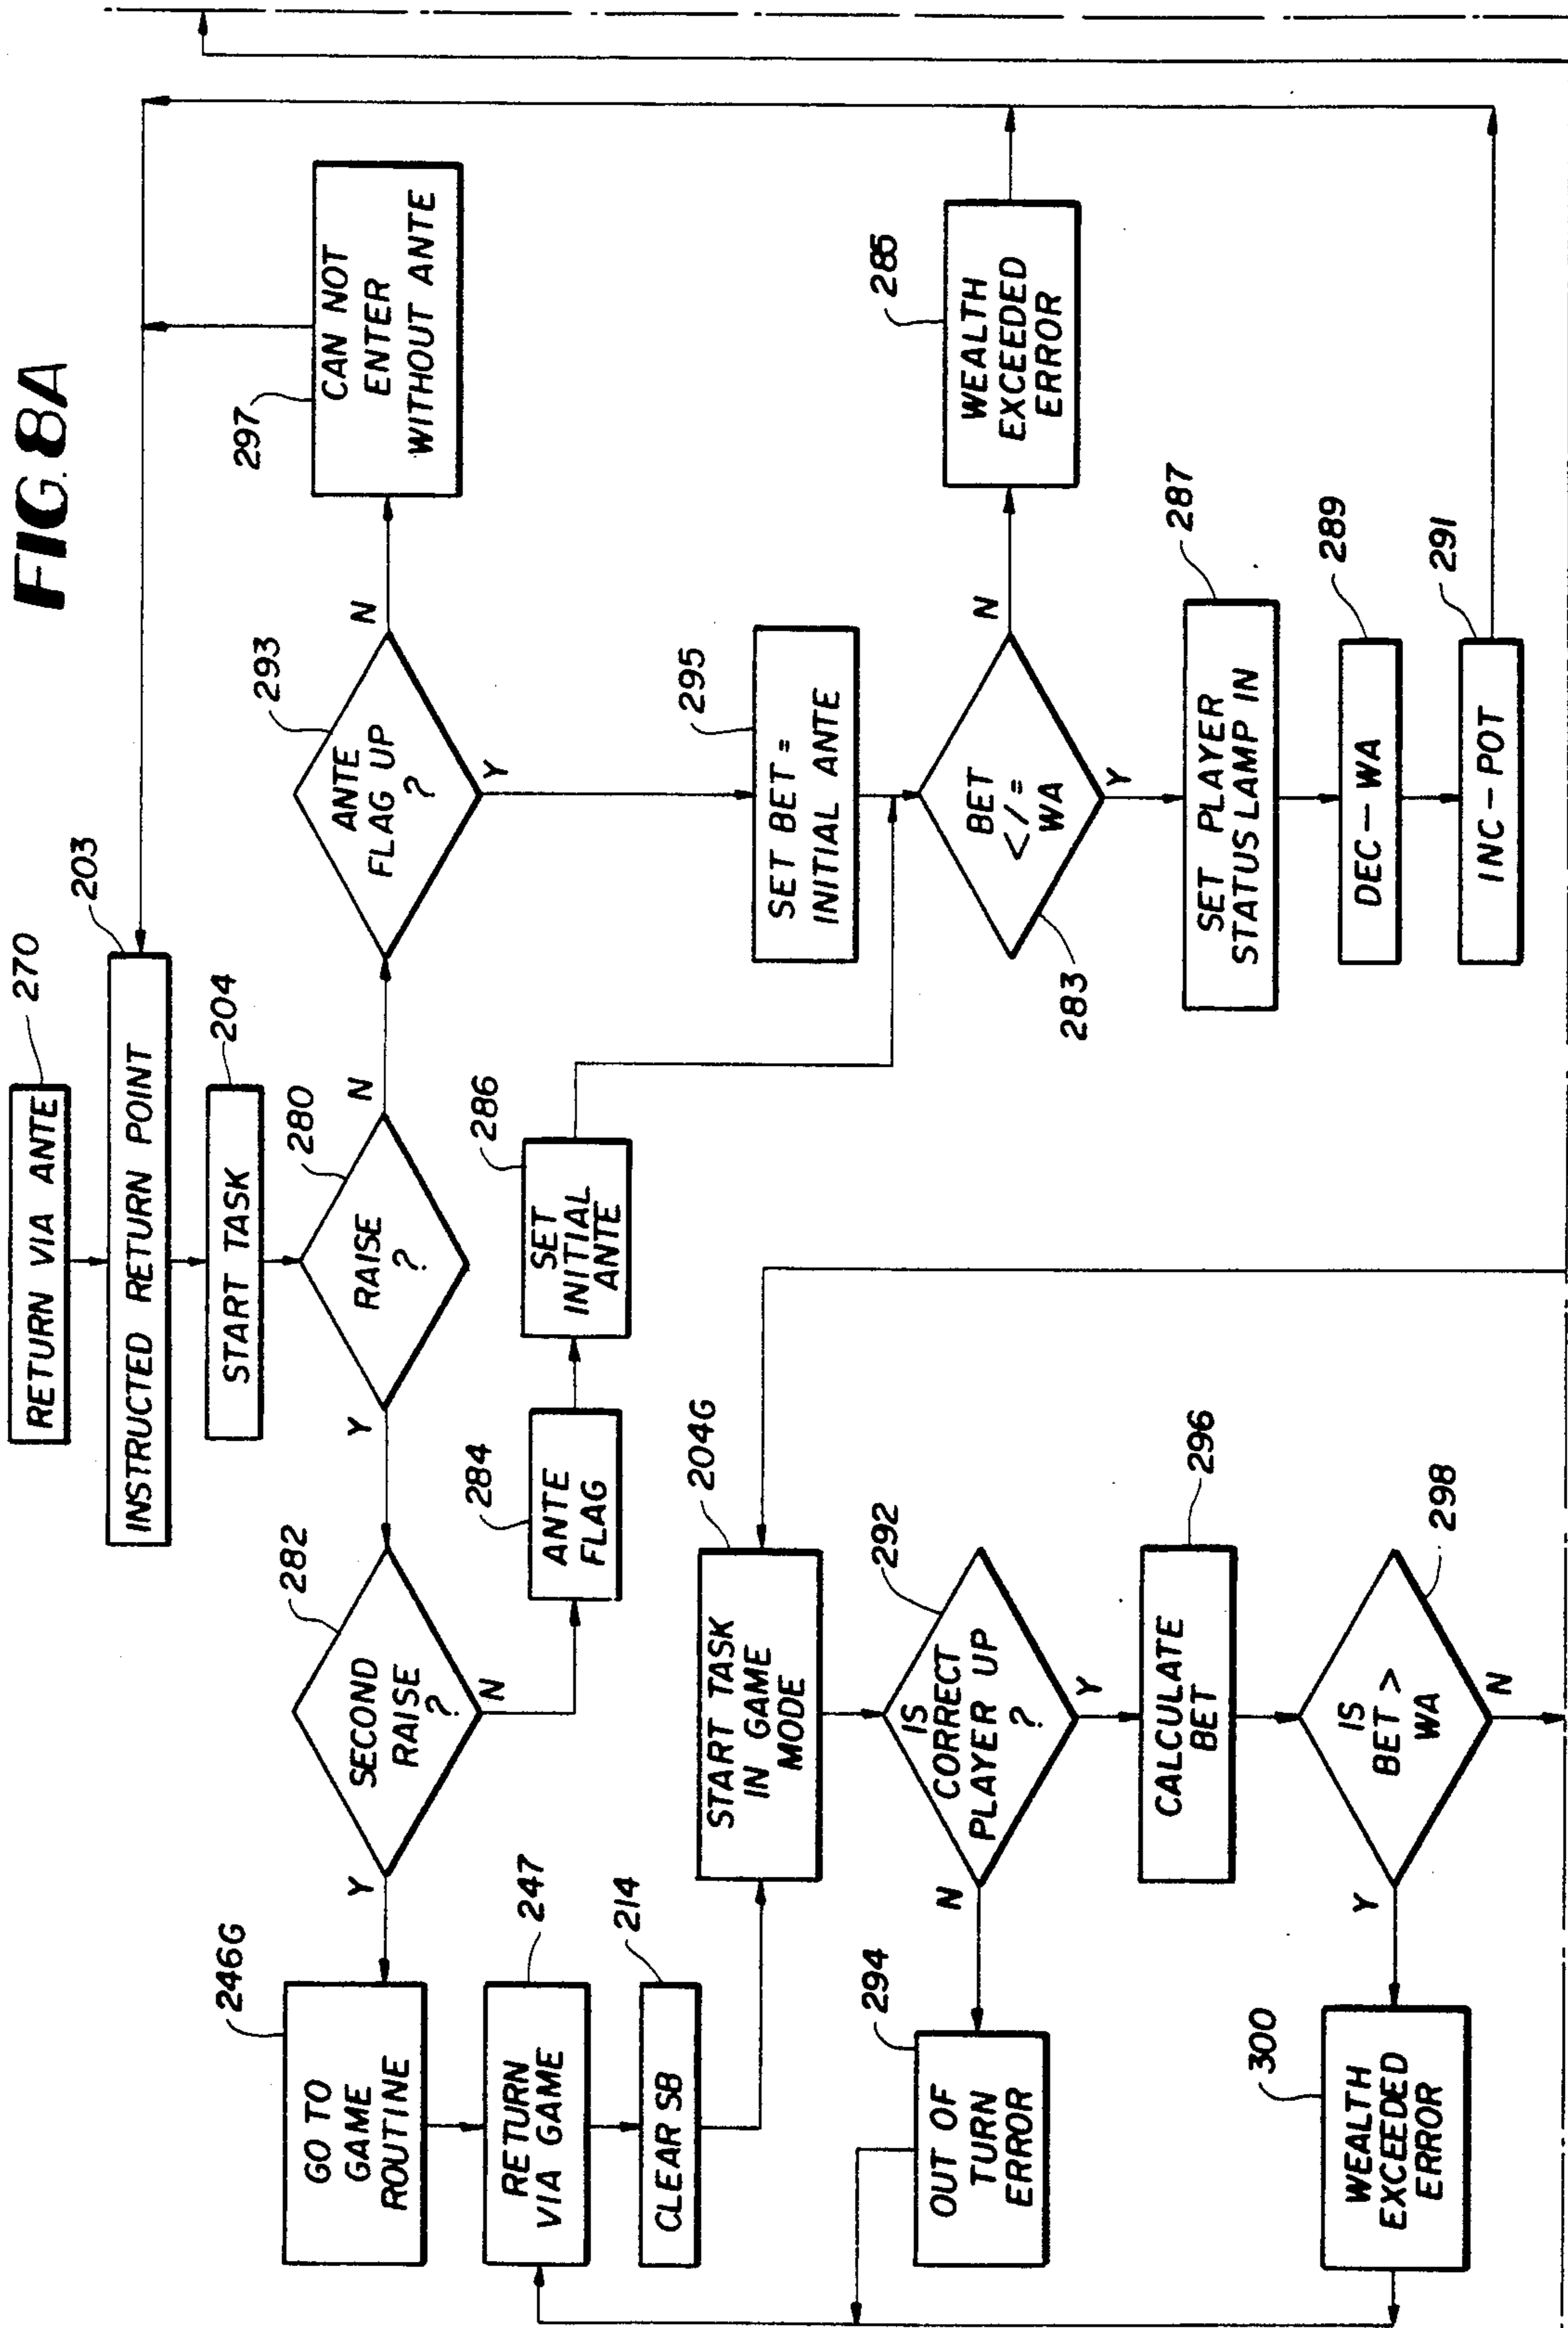 FIG. 8A
RETURN VIA ANTE
270
INSTRUCTED RETURN POINT
203
START TASK
204
RAISE
?
280
Y
N
SECOND
RAISE
?
282
Y
N
ANTE
FLAG UP
?
293
N
Y
CAN NOT
ENTER
WITHOUT ANTE
297
GO TO
GAME
ROUTINE
246G
RETURN
VIA GAME
247
CLEAR SB
214
ANTE
FLAG
284
SET
INITIAL
ANTE
286
SET BET =
INITIAL ANTE
295
BET
</=
WA
283
N
Y
WEALTH
EXCEEDED
ERROR
285
SET PLAYER
STATUS LAMP IN
287
DEC-WA
289
INC-POT
291
START TASK
IN GAME
MODE
204G
IS
CORRECT
PLAYER UP
?
292
N
Y
OUT OF
TURN
ERROR
294
CALCULATE
BET
296
IS
BET >
WA
298
Y
N
WEALTH
EXCEEDED
ERROR
300